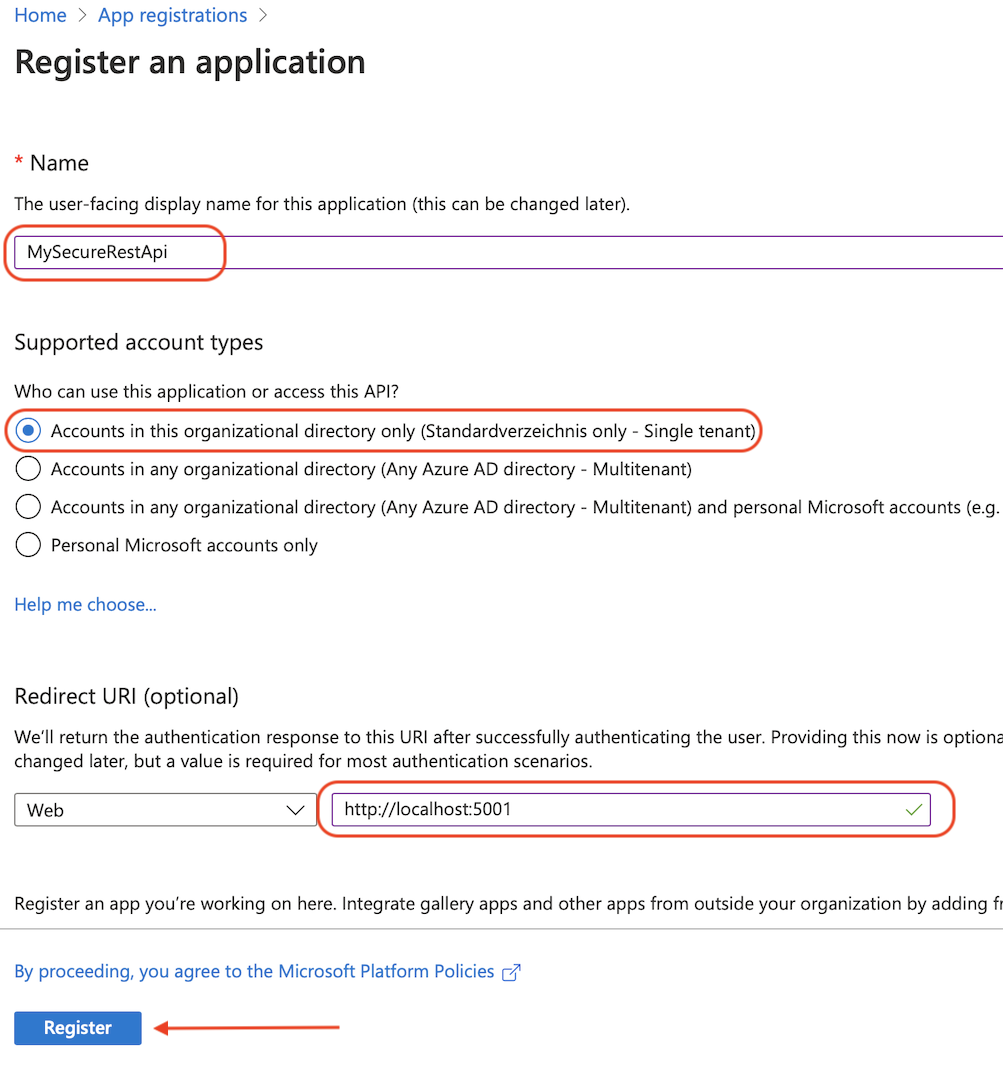 Home > App registrations >
Register an application
* Name
The user-facing display name for this application (this can be changed later).
MySecureRestApi
Supported account types
Who can use this application or access this API?
Accounts in this organizational directory only (Standardverzeichnis only - Single tenant)
Accounts in any organizational directory (Any Azure AD directory - Multitenant)
Accounts in any organizational directory (Any Azure AD directory - Multitenant) and personal Microsoft accounts (e.g.
Personal Microsoft accounts only
Help me choose...
Redirect URI (optional)
We'll return the authentication response to this URI after successfully authenticating the user. Providing this now is optiona
changed later, but a value is required for most authentication scenarios.
Web http://localhost:5001
Register an app you're working on here. Integrate gallery apps and other apps from outside your organization by adding fr
By proceeding, you agree to the Microsoft Platform Policies
Register